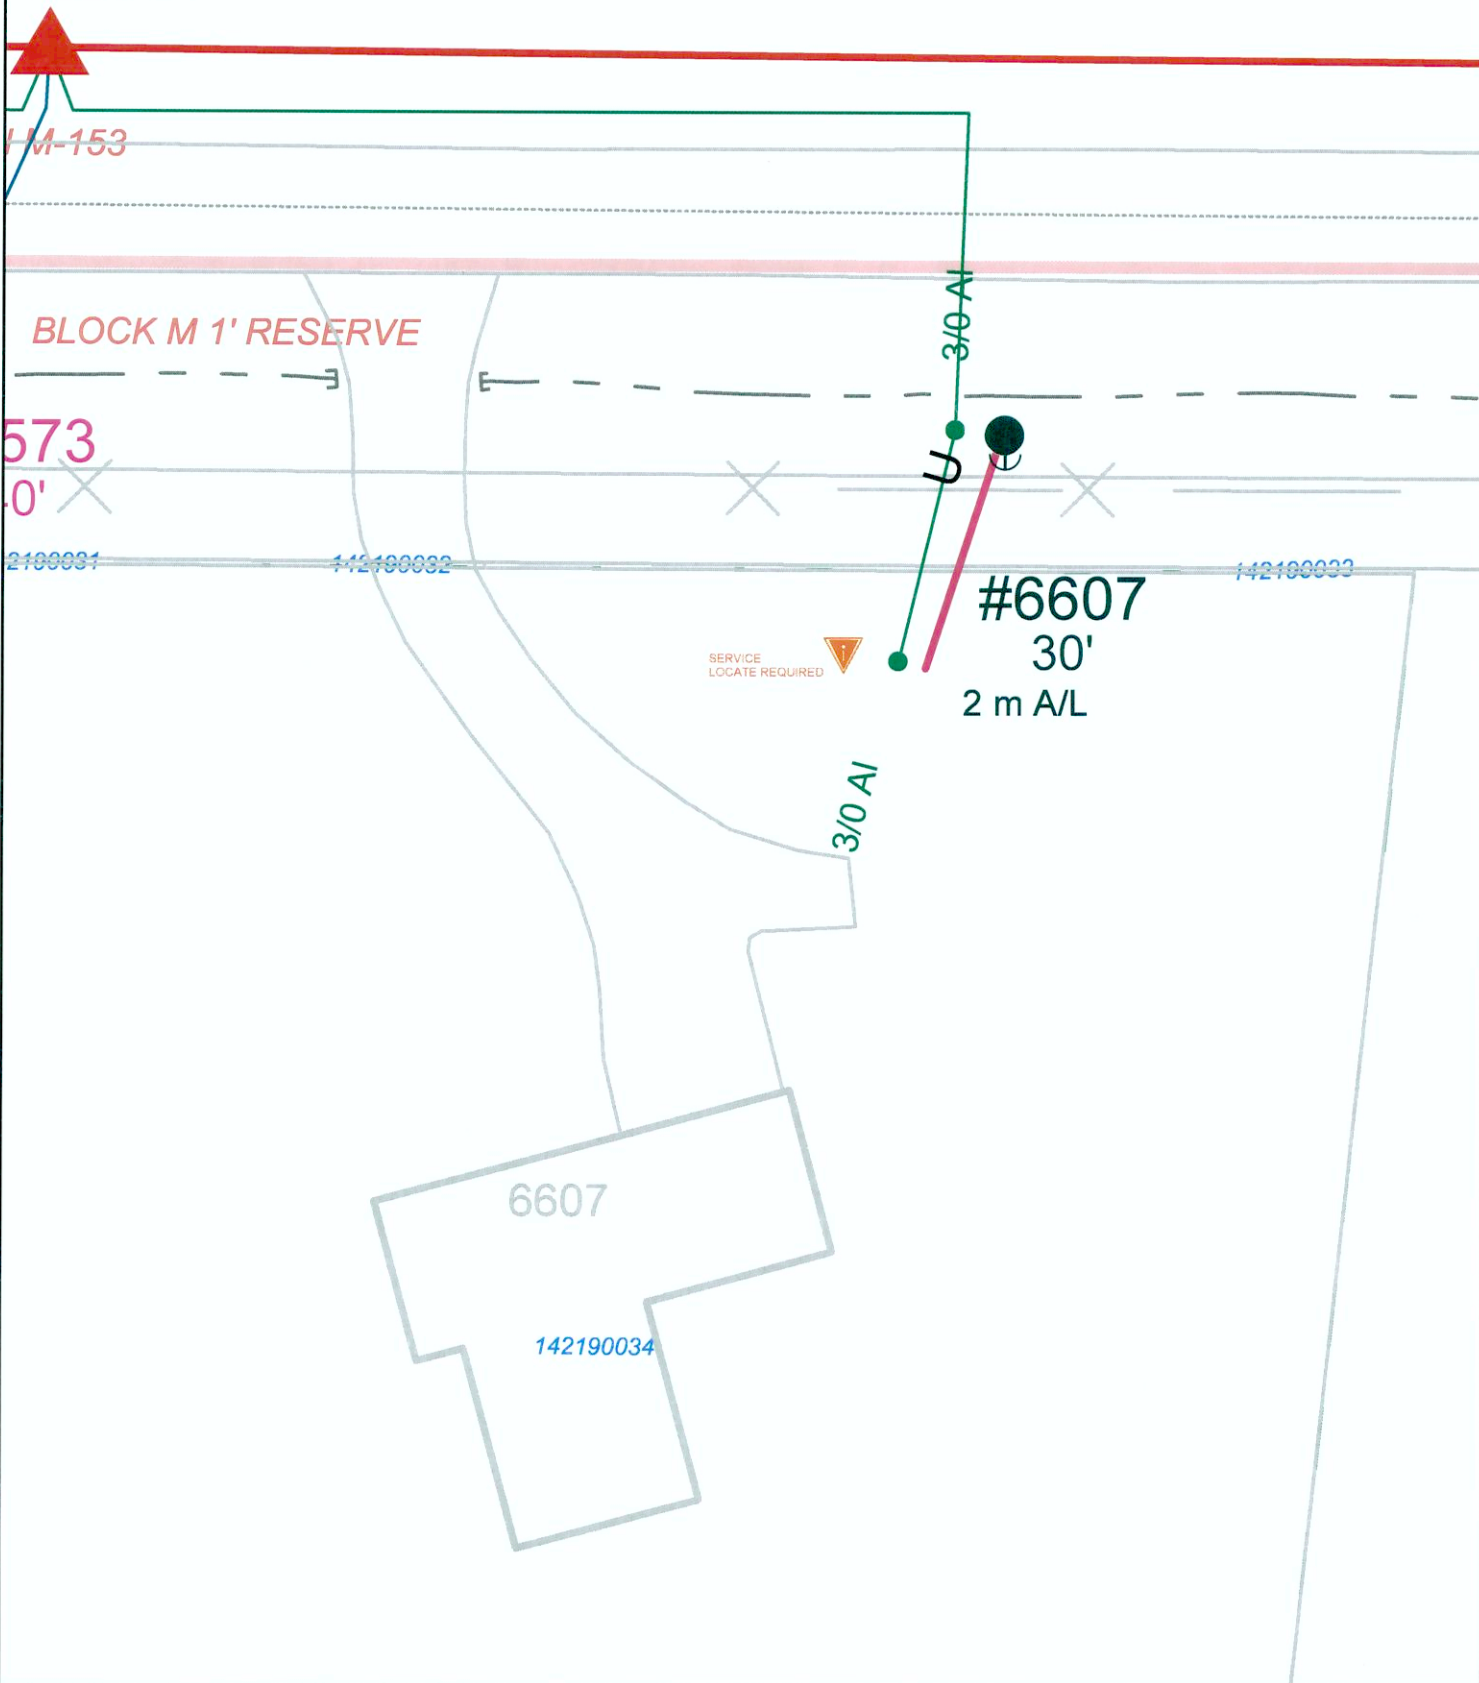 M-153
3/0 Al
BLOCK M 1' RESERVE
573
0'
U
142190032
142190033
#6607
30'
SERVICE
LOCATE REQUIRED
2 m A/L
3/0 Al
6607
142190034